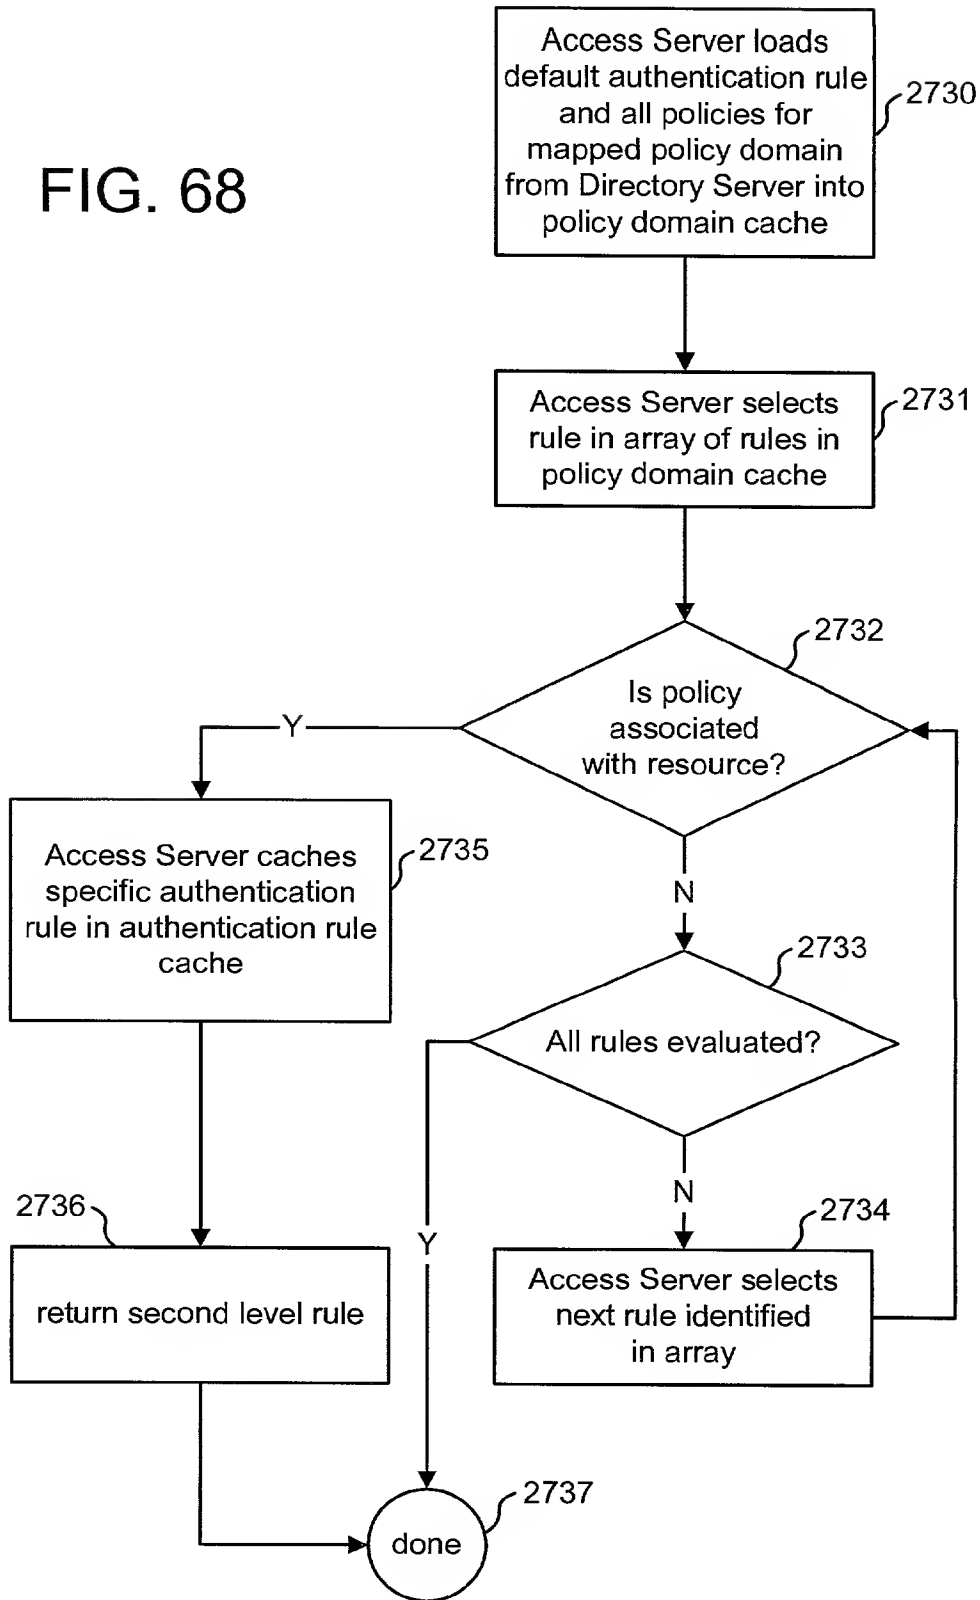 FIG. 68
Access Server loads
default authentication rule
and all policies for
mapped policy domain
from Directory Server into
policy domain cache
2730
Access Server selects
rule in array of rules in
policy domain cache
2731
Is policy
associated
with resource?
2732
Y
N
Access Server caches
specific authentication
rule in authentication rule
cache
2735
All rules evaluated?
2733
Y
N
return second level rule
2736
Access Server selects
next rule identified
in array
2734
done
2737